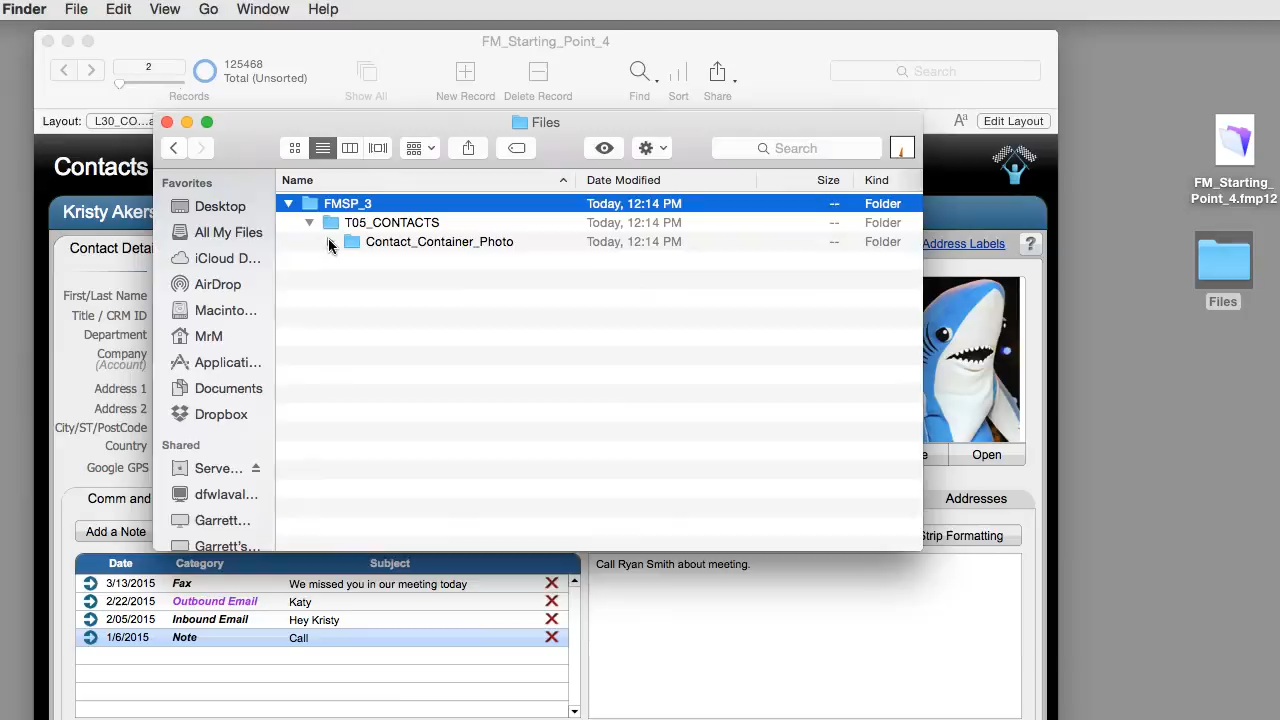 Finder File Edit View Go Window Help
FM_Starting_Point_4
2
125468
Total (Unsorted)
Search
Records Show All New Record Delete Record Find Sort Share
Layout: L30_CO...a Edit Layout
Files
Contacts
Search
Favorites
Name Date Modified Size Kind
Desktop
All My Files
iCloud D...
AirDrop
Macinto...
MrM
Applicati...
Documents
Dropbox
Shared
Serve...
dfwlaval...
Garrett...
Garrett's...
FMSP_3 Today, 12:14 PM -- Folder
T05_CONTACTS Today, 12:14 PM -- Folder
Contact_Container_Photo Today, 12:14 PM -- Folder
FM_Starting_
Point_4.fmp12
Files
Kristy Akers
Contact Detai
Address Labels ?
First/Last Name
Title / CRM ID
Department
Company
(Account)
Address 1
Address 2
City/ST/PostCode
Country
Google GPS
e Open
Comm and
Addresses
Add a Note
Strip Formatting
Date Category Subject
3/13/2015 Fax We missed you in our meeting today
2/22/2015 Outbound Email Katy
2/05/2015 Inbound Email Hey Kristy
1/6/2015 Note Call
Call Ryan Smith about meeting.